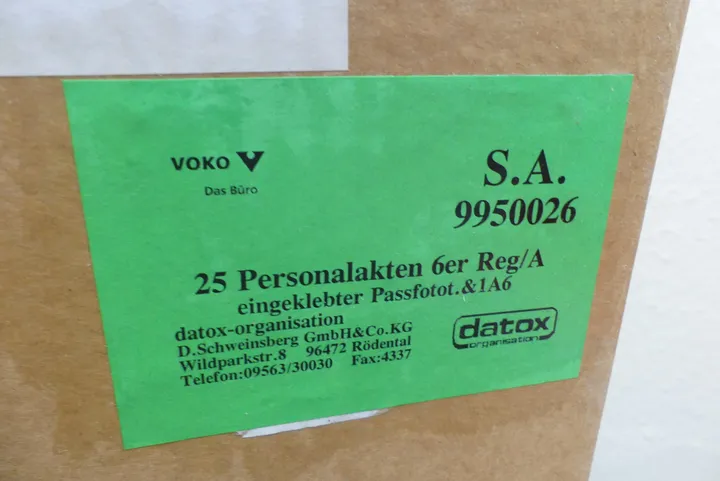 VOKO
Das Büro
S.A.
9950026
25 Personalakten 6er Reg/A
eingeklebter Passfotot.&1A6
datox-organisation
D.Schweinsberg GmbH&Co.KG
Wildparkstr.8 96472 Rödental
Telefon:09563/30030 Fax:4337
datox
organisation